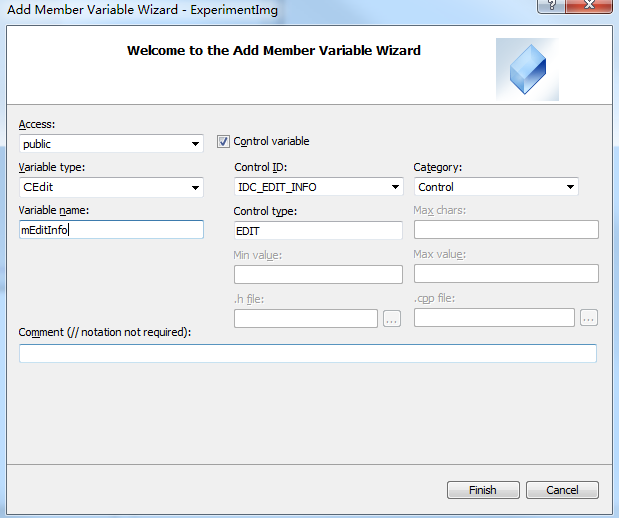 Add Member Variable Wizard - ExperimentImg
Welcome to the Add Member Variable Wizard
Access:
public
Control variable
Variable type:
Control ID:
Category:
CEdit
IDC_EDIT_INFO
Control
Variable name:
Control type:
Max chars:
mEditInfo
EDIT
Min value:
Max value:
.h file:
.cpp file:
...
...
Comment (// notation not required):
Finish
Cancel